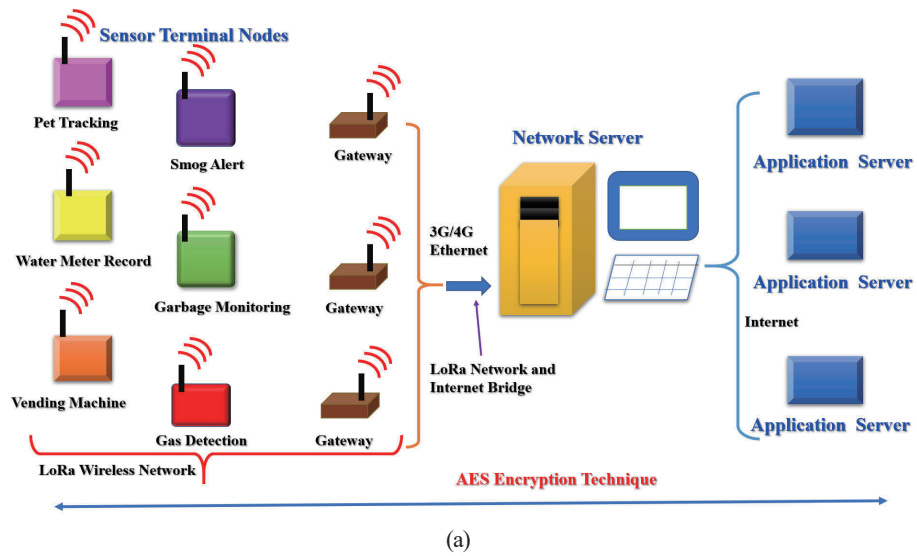 Sensor Terminal Nodes
Pet Tracking
Smog Alert
Gateway
Water Meter Record
Garbage Monitoring
Gateway
Vending Machine
Gas Detection
Gateway
LoRa Wireless Network
3G/4G
Ethernet
LoRa Network and
Internet Bridge
Network Server
Application Server
Application Server
Internet
Application Server
AES Encryption Technique
(a)